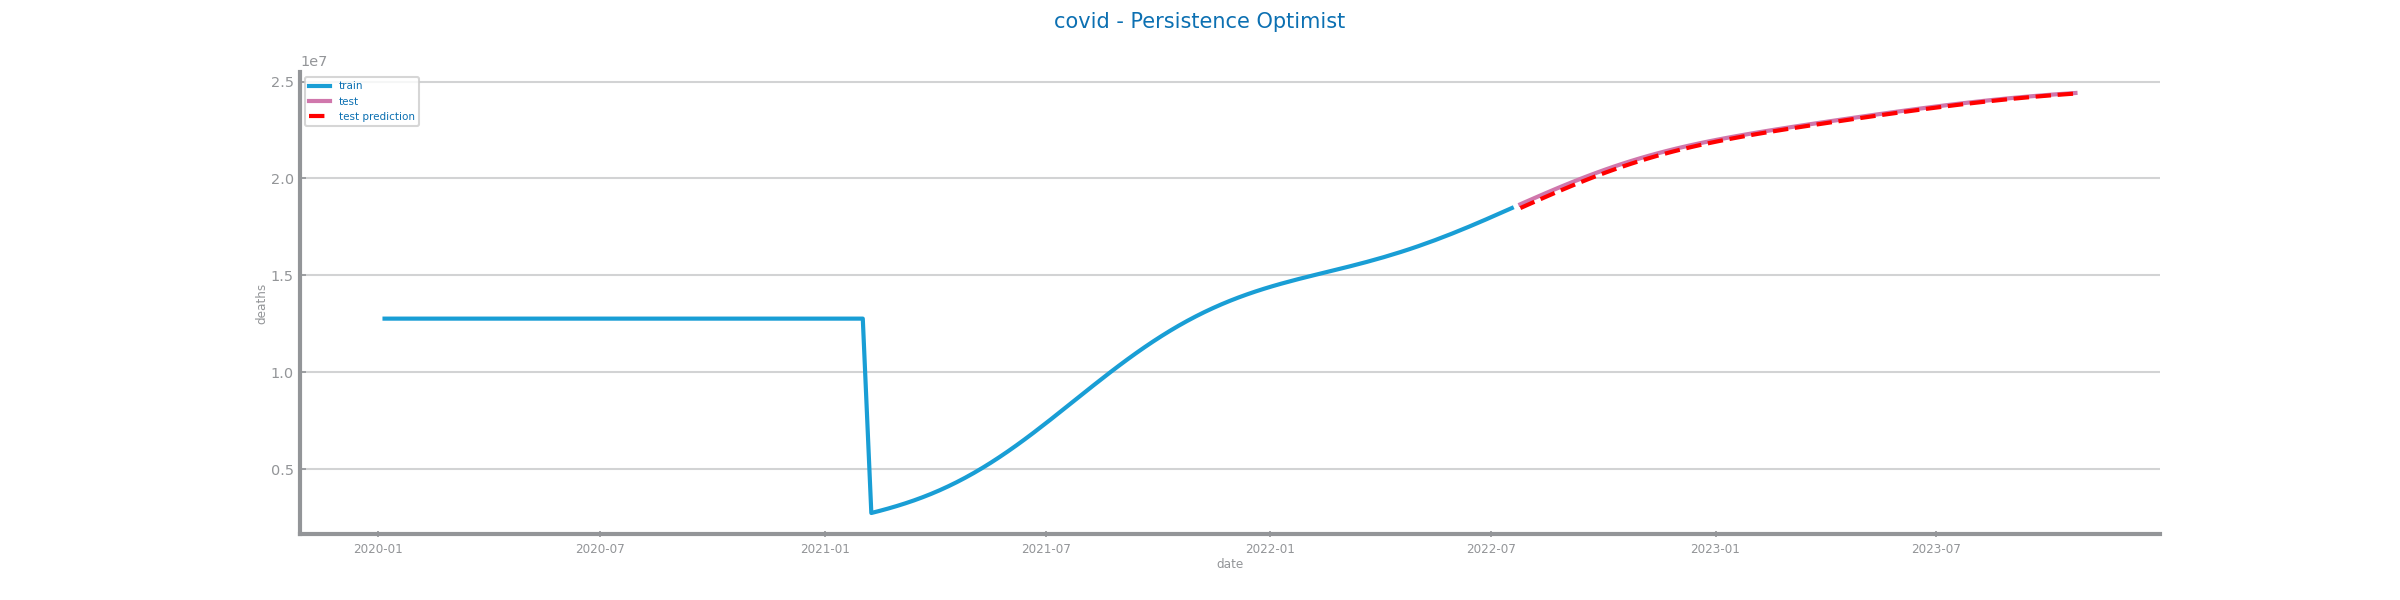 covid - Persistence Optimist
1e7
2.5
2.0
1.5
1.0
0.5
deaths
train
test
test prediction
2020-01 2020-07 2021-01 2021-07 2022-01 2022-07 2023-01 2023-07
date